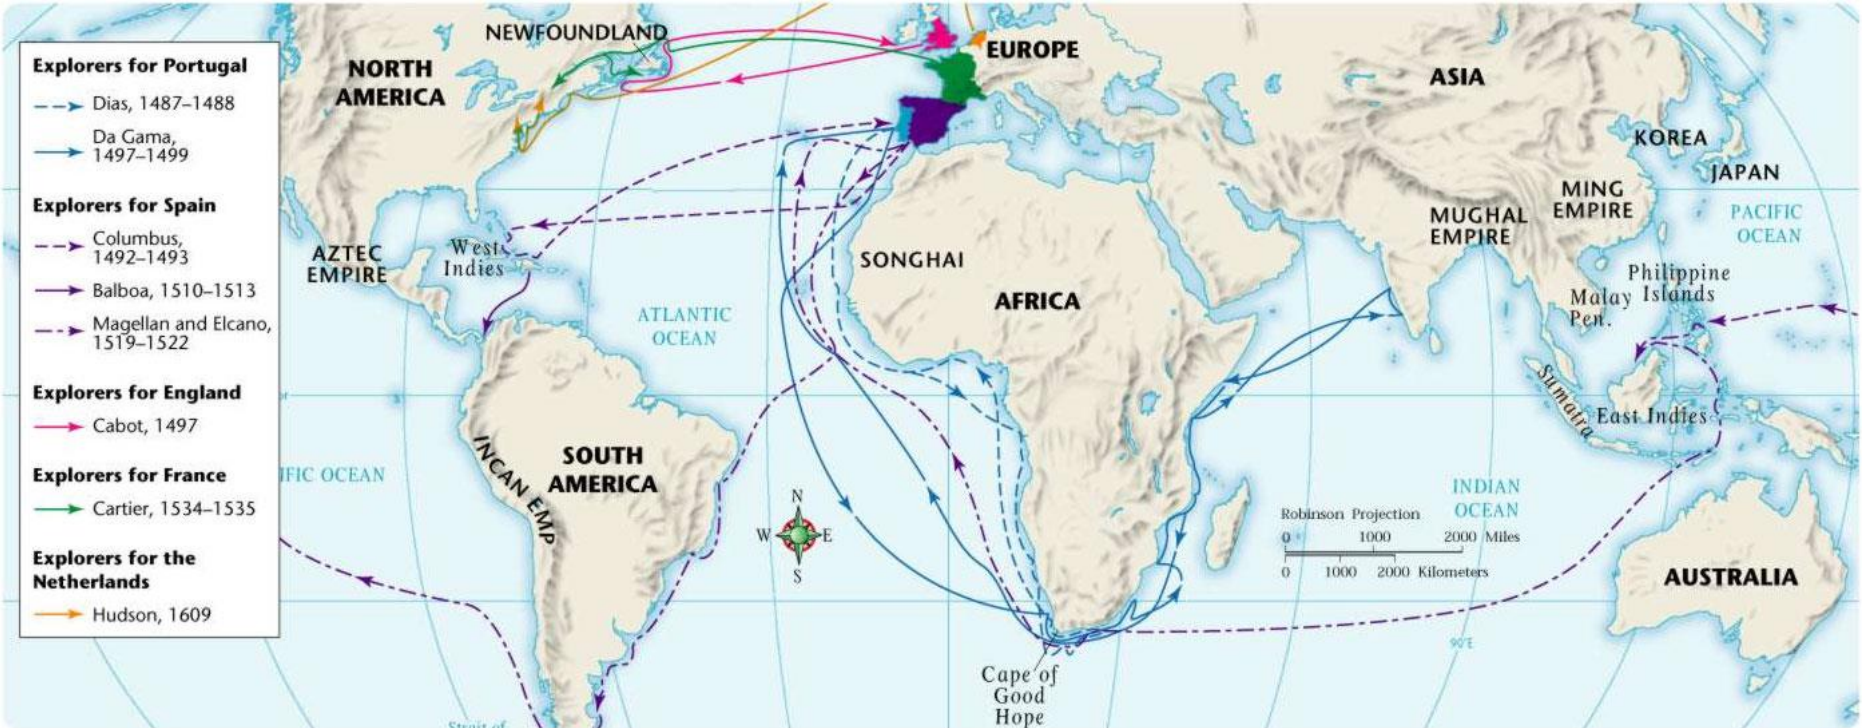 Explorers for Portugal
Dias, 1487–1488
Da Gama,
1497–1499
Explorers for Spain
Columbus,
1492–1493
Balboa, 1510–1513
Magellan and Elcano,
1519–1522
Explorers for England
Cabot, 1497
Explorers for France
Cartier, 1534–1535
Explorers for the
Netherlands
Hudson, 1609
NEWFOUNDLAND
NORTH
AMERICA
EUROPE
ASIA
KOREA
JAPAN
MING
EMPIRE
MUGHAL
EMPIRE
PACIFIC
OCEAN
AZTEC
EMPIRE
West
Indies
SONGHAI
AFRICA
Philippine
Islands
Malay
Pen.
ATLANTIC
OCEAN
Sumatra
East Indies
IFIC OCEAN
INCAN EMP
SOUTH
AMERICA
N
W E
S
INDIAN
OCEAN
Robinson Projection
0 1000 2000 Miles
0 1000 2000 Kilometers
AUSTRALIA
90°E
Cape of
Good
Hope
Strait of